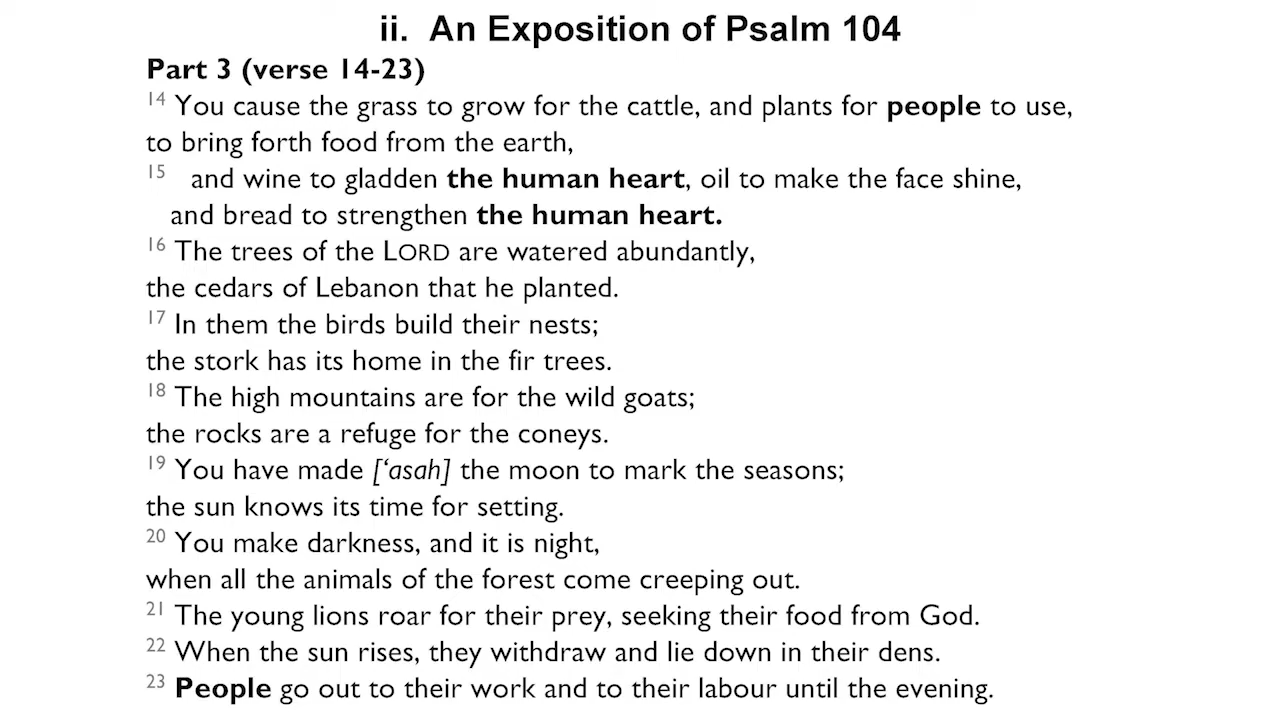 ii. An Exposition of Psalm 104
Part 3 (verse 14-23)
14 You cause the grass to grow for the cattle, and plants for people to use,
to bring forth food from the earth,
15 and wine to gladden the human heart, oil to make the face shine,
and bread to strengthen the human heart.
16 The trees of the LORD are watered abundantly,
the cedars of Lebanon that he planted.
17 In them the birds build their nests;
the stork has its home in the fir trees.
18 The high mountains are for the wild goats;
the rocks are a refuge for the coneys.
19 You have made [‘asah] the moon to mark the seasons;
the sun knows its time for setting.
20 You make darkness, and it is night,
when all the animals of the forest come creeping out.
21 The young lions roar for their prey, seeking their food from God.
22 When the sun rises, they withdraw and lie down in their dens.
23 People go out to their work and to their labour until the evening.